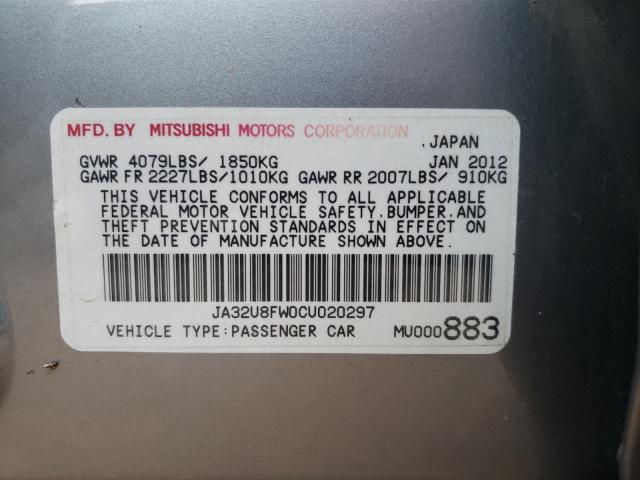 MFD. BY MITSUBISHI MOTORS CORPORATION
.JAPAN
GVWR 4079LBS/ 1850KG JAN 2012
GAWR FR 2227LBS/1010KG GAWR RR 2007LBS/ 910KG
THIS VEHICLE CONFORMS TO ALL APPLICABLE
FEDERAL MOTOR VEHICLE SAFETY,BUMPER,AND
THEFT PREVENTION STANDARDS IN EFFECT ON
THE DATE OF MANUFACTURE SHOWN ABOVE.
JA32U8FW0CU020297
VEHICLE TYPE:PASSENGER CAR MU000883